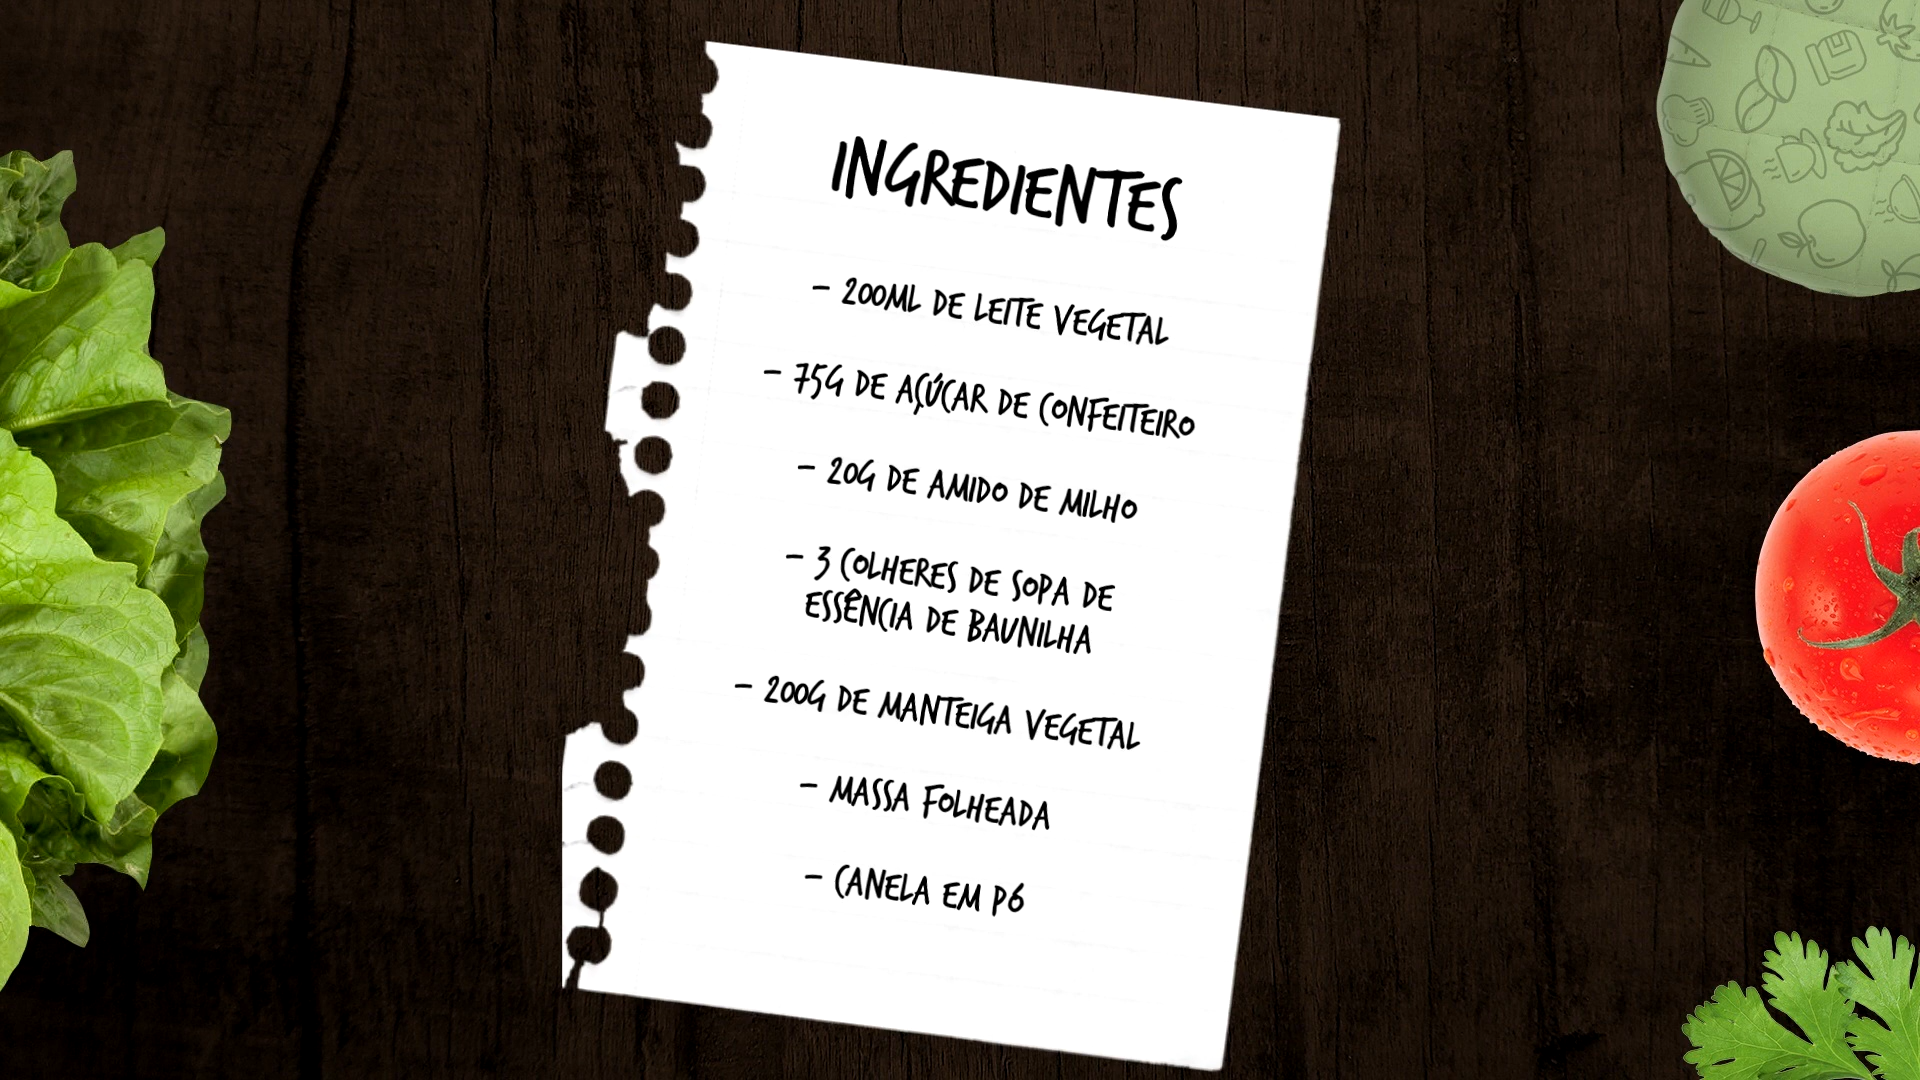 INGREDIENTES
- 200ML DE LEITE VEGETAL
- 75G DE AÇÚCAR DE CONFEITEIRO
- 20G DE AMIDO DE MILHO
- 3 COLHERES DE SOPA DE
ESSÊNCIA DE BAUNILHA
- 200G DE MANTEIGA VEGETAL
- MASSA FOLHEADA
- CANELA EM PÓ